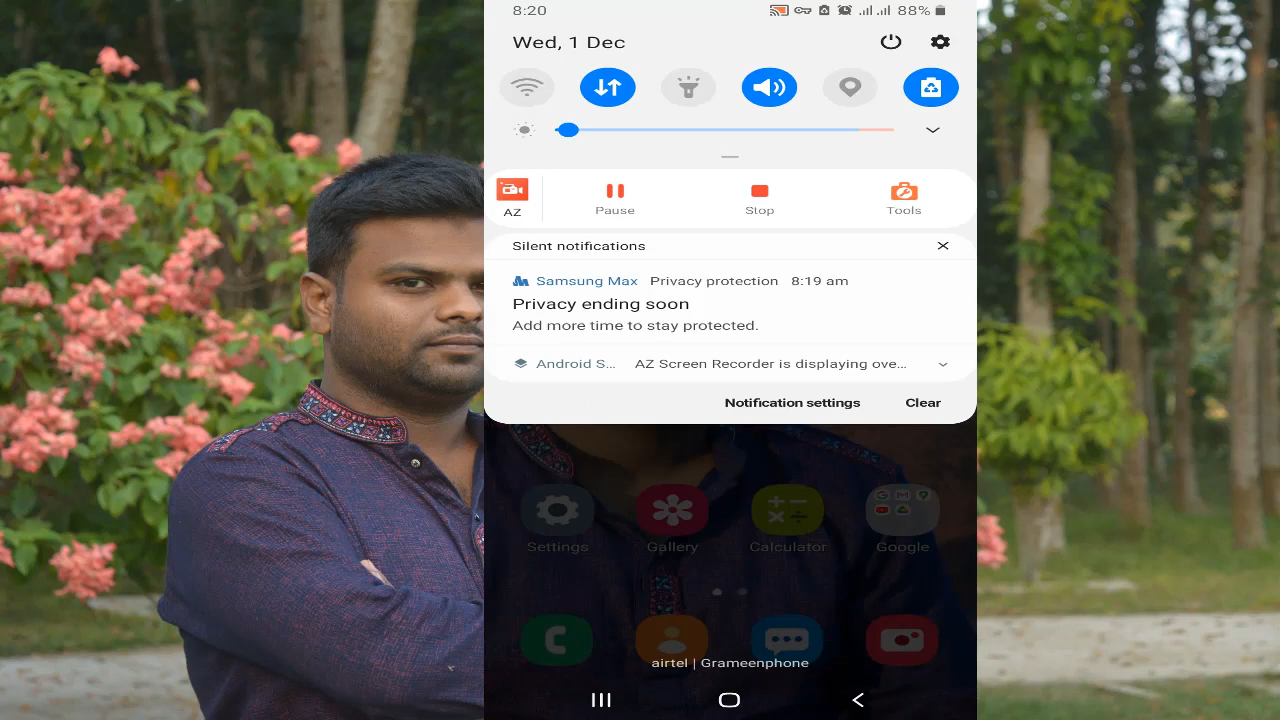 8:20 88%
Wed, 1 Dec
AZ Pause Stop Tools
Silent notifications
Samsung Max Privacy protection 8:19 am
Privacy ending soon
Add more time to stay protected.
Android S... AZ Screen Recorder is displaying ove...
Notification settings Clear
Settings Gallery Calculator Google
airtel | Grameenphone